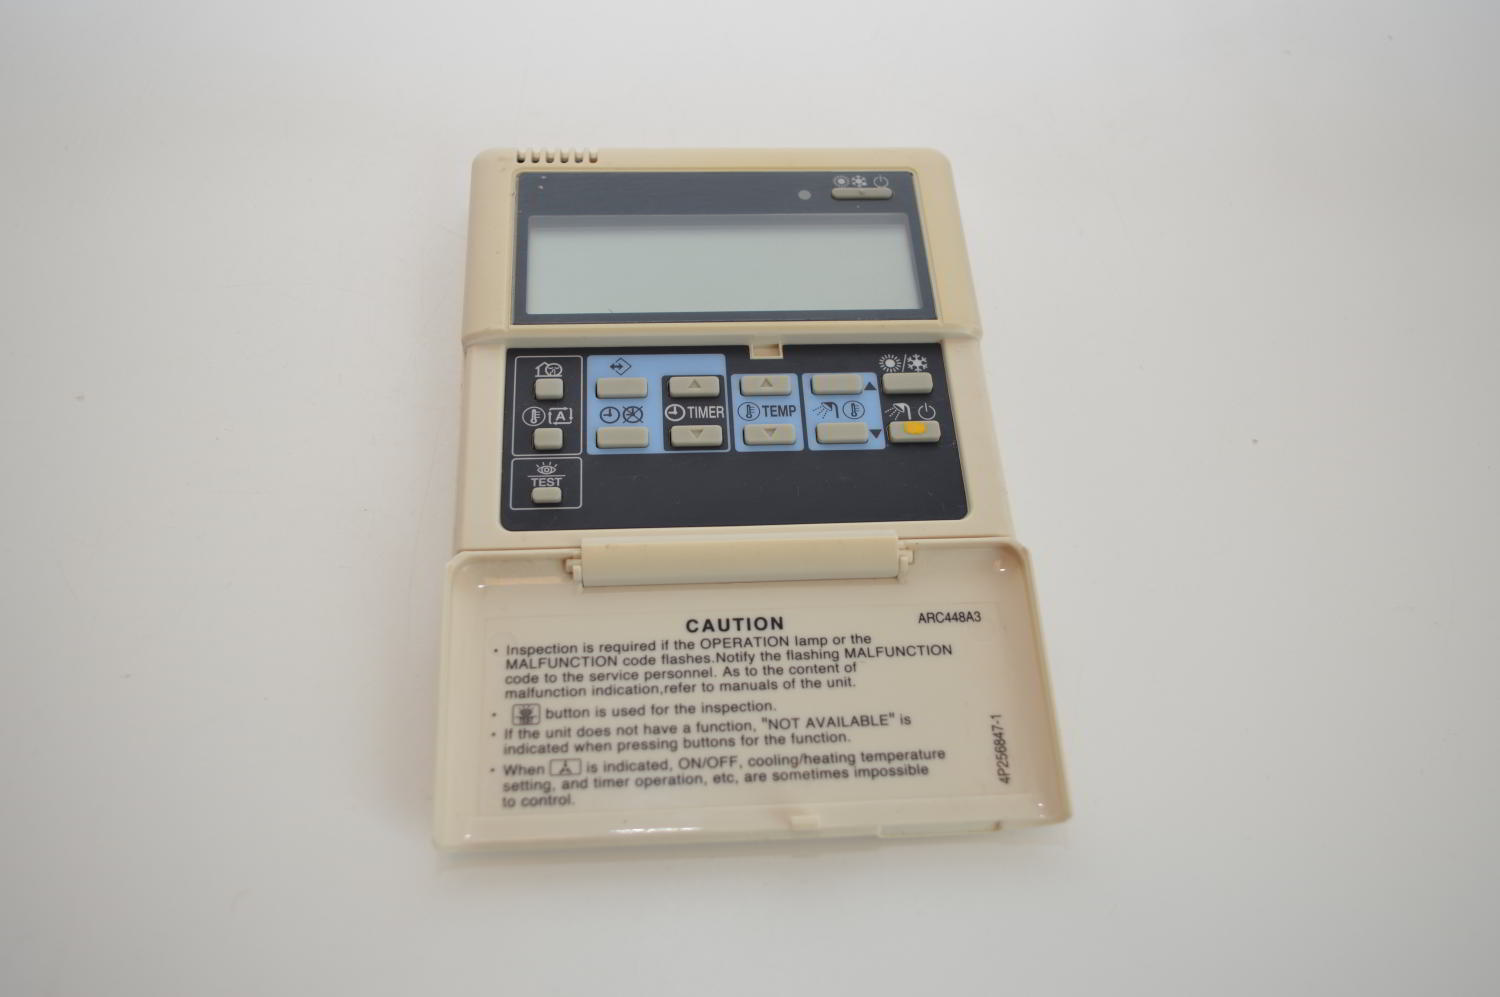 TIMER
TEMP
TEST
CAUTION
ARC448A3
• Inspection is required if the OPERATION lamp or the
MALFUNCTION code flashes.Notify the flashing MALFUNCTION
code to the service personnel. As to the content of
malfunction indication,refer to manuals of the unit.
• button is used for the inspection.
• If the unit does not have a function, "NOT AVAILABLE" is
indicated when pressing buttons for the function.
• When is indicated, ON/OFF, cooling/heating temperature
setting, and timer operation, etc, are sometimes impossible
to control.
4P256847-1